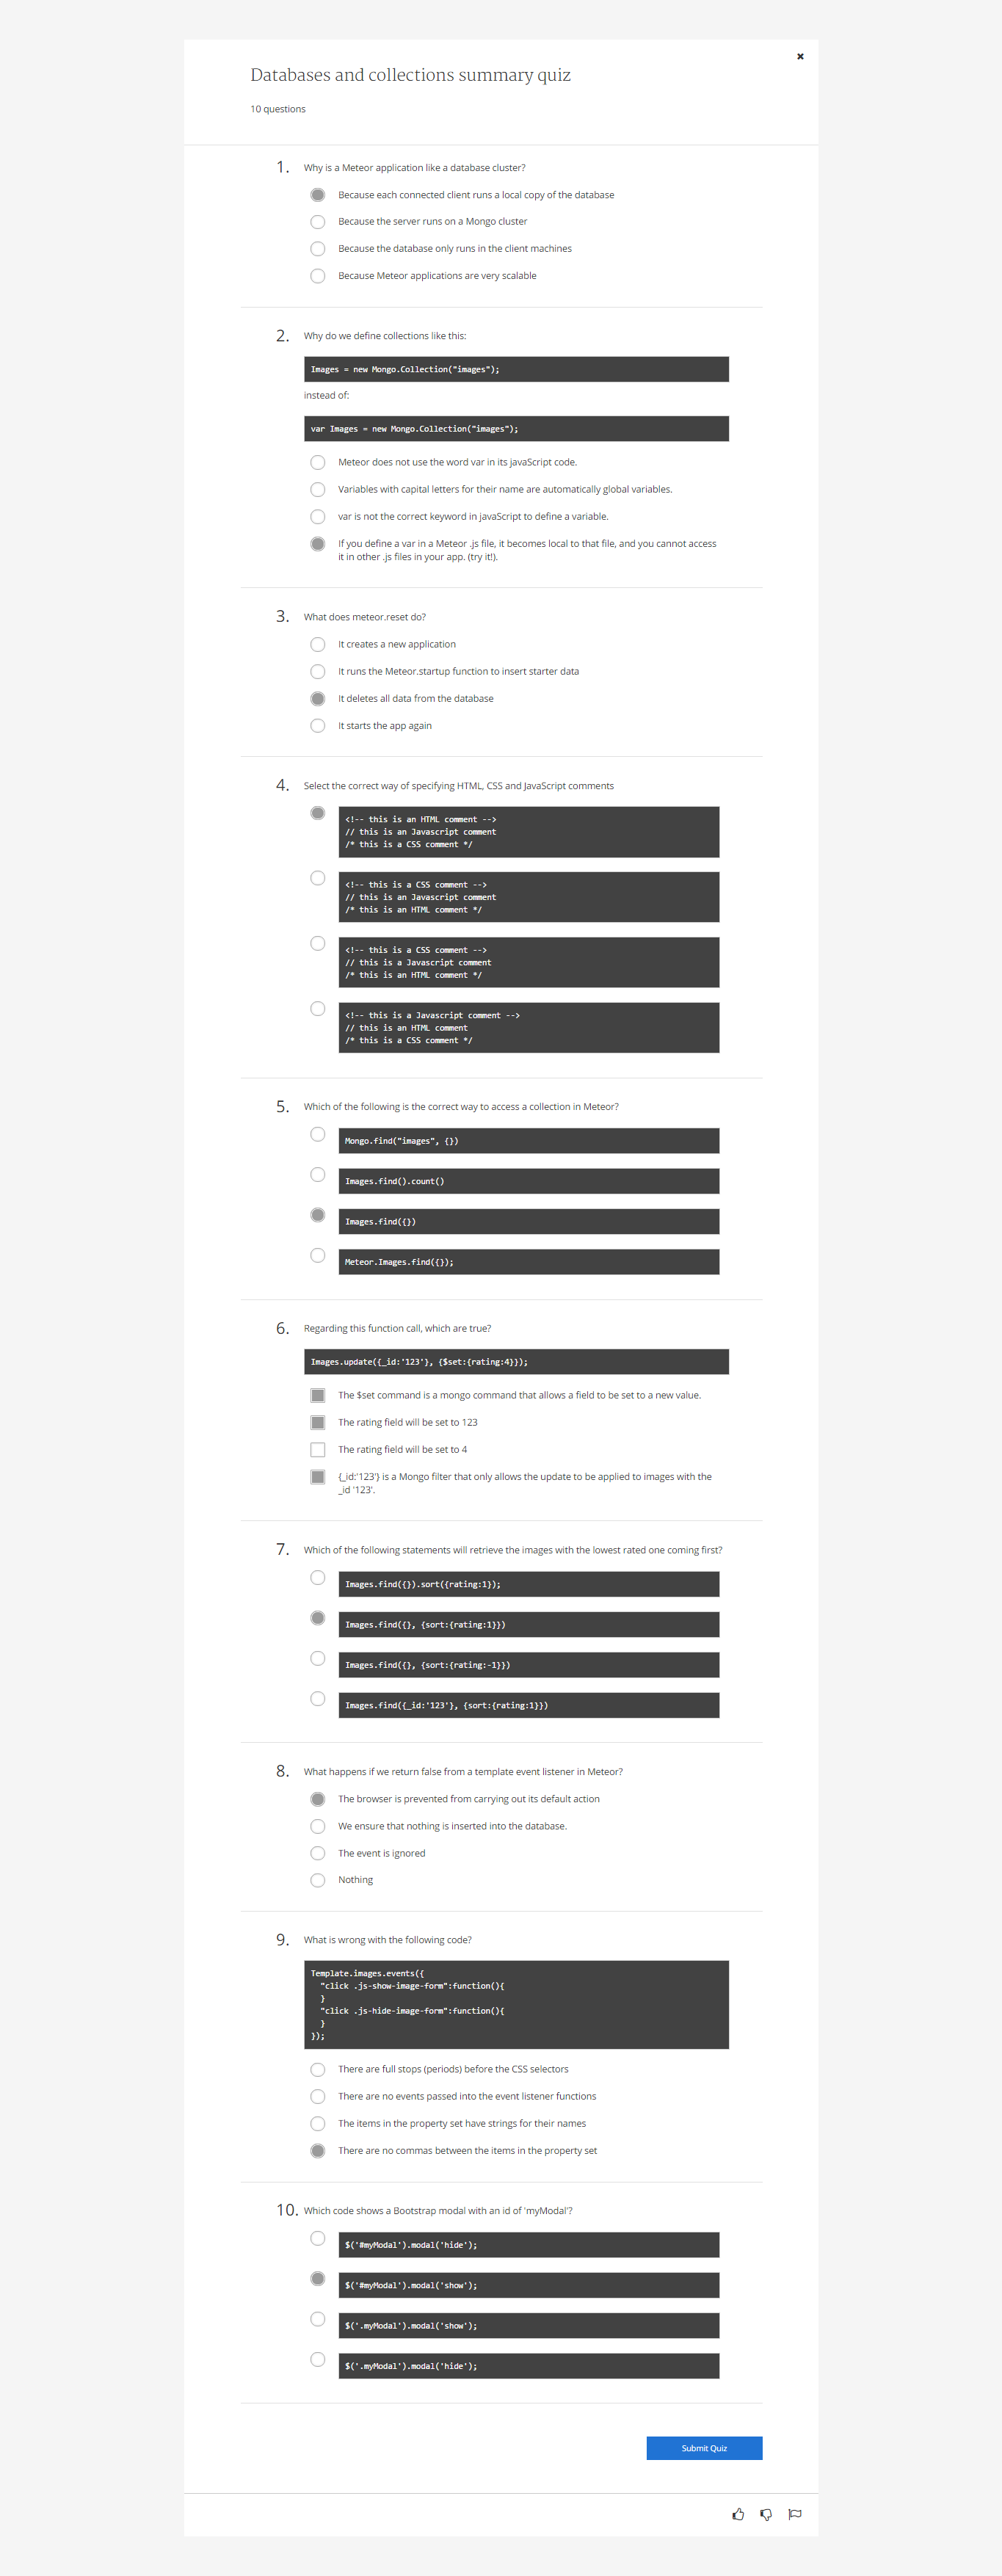 Databases and collections summary quiz
10 questions
1. Why is a Meteor application like a database cluster?
Because each connected client runs a local copy of the database
Because the server runs on a Mongo cluster
Because the database only runs in the client machines
Because Meteor applications are very scalable
2. Why do we define collections like this:
Images = new Mongo.Collection("images");
instead of:
var Images = new Mongo.Collection("images");
Meteor does not use the word var in its javaScript code.
Variables with capital letters for their name are automatically global variables.
var is not the correct keyword in javaScript to define a variable.
If you define a var in a Meteor .js file, it becomes local to that file, and you cannot access
it in other .js files in your app. (try it!).
3. What does meteor.reset do?
It creates a new application
It runs the Meteor.startup function to insert starter data
It deletes all data from the database
It starts the app again
4. Select the correct way of specifying HTML, CSS and JavaScript comments
<!-- this is an HTML comment -->
// this is an Javascript comment
/* this is a CSS comment */
<!-- this is a CSS comment -->
// this is an Javascript comment
/* this is an HTML comment */
<!-- this is a CSS comment -->
// this is a Javascript comment
/* this is an HTML comment */
<!-- this is a Javascript comment -->
// this is an HTML comment
/* this is a CSS comment */
5. Which of the following is the correct way to access a collection in Meteor?
Mongo.find("images", {})
Images.find().count()
Images.find({})
Meteor.Images.find({});
6. Regarding this function call, which are true?
Images.update({_id:'123'}, {$set:{rating:4}});
The $set command is a mongo command that allows a field to be set to a new value.
The rating field will be set to 123
The rating field will be set to 4
{_id:'123'} is a Mongo filter that only allows the update to be applied to images with the
_id '123'.
7. Which of the following statements will retrieve the images with the lowest rated one coming first?
Images.find({}).sort({rating:1});
Images.find({}, {sort:{rating:1}})
Images.find({}, {sort:{rating:-1}})
Images.find({_id:'123'}, {sort:{rating:1}})
8. What happens if we return false from a template event listener in Meteor?
The browser is prevented from carrying out its default action
We ensure that nothing is inserted into the database.
The event is ignored
Nothing
9. What is wrong with the following code?
Template.images.events({
"click .js-show-image-form":function(){
}
"click .js-hide-image-form":function(){
}
});
There are full stops (periods) before the CSS selectors
There are no events passed into the event listener functions
The items in the property set have strings for their names
There are no commas between the items in the property set
10. Which code shows a Bootstrap modal with an id of 'myModal'?
$('#myModal').modal('hide');
$('#myModal').modal('show');
$('.myModal').modal('show');
$('.myModal').modal('hide');
Submit Quiz